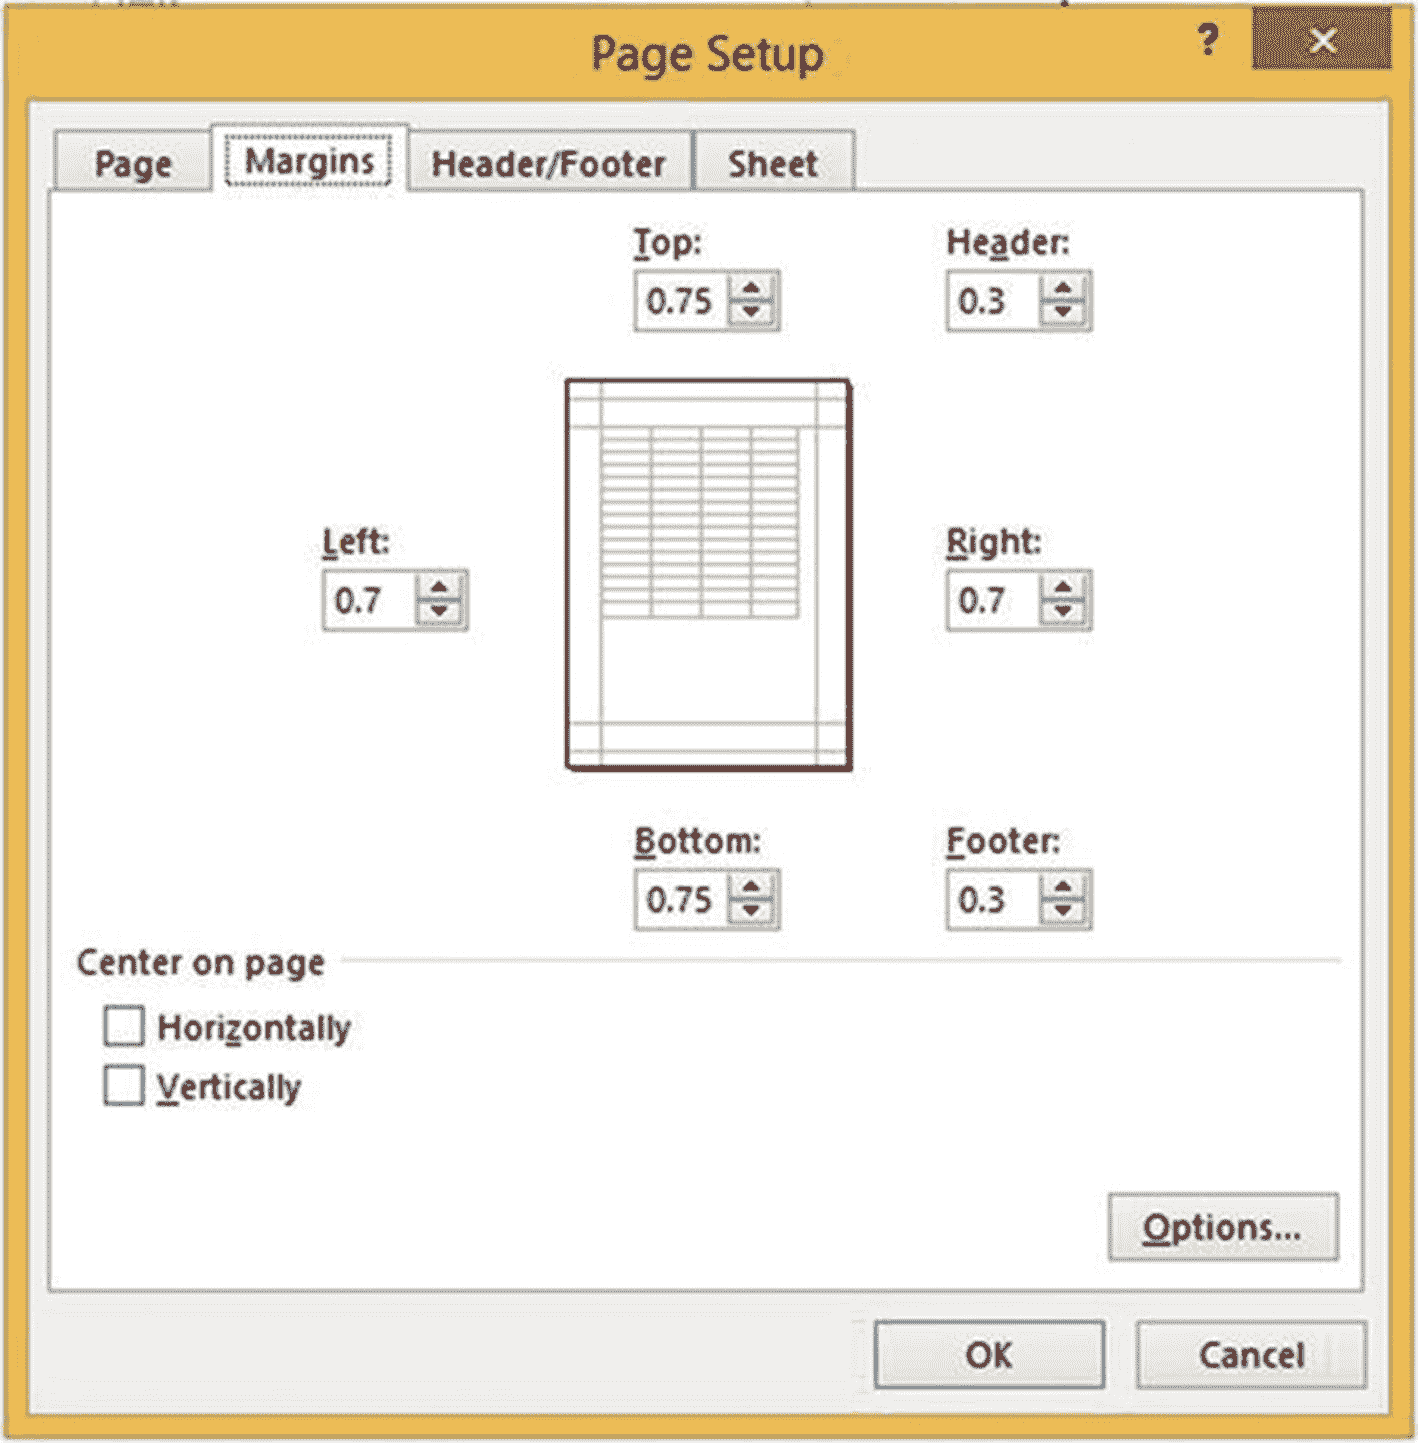 Page Setup
?
Page
Margins
Header/Footer
Sheet
Top:
Header:
0.75
0.3
Left:
Right:
0.7
0.7
Bottom:
Footer:
0.75
0.3
Center on page
Horizontally
Vertically
Options...
OK
Cancel